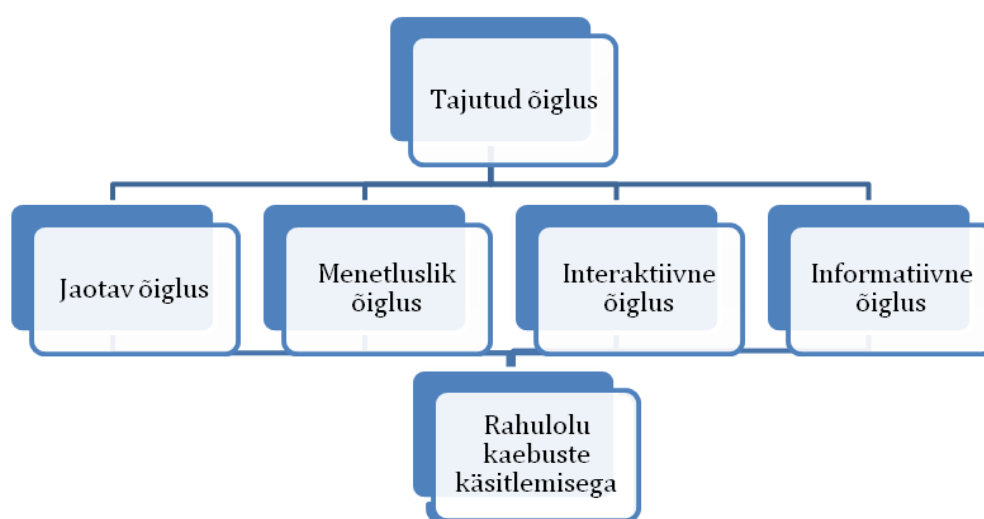 Tajutud õiglus
Jaotav õiglus
Menetluslik
õiglus
Interaktiivne
õiglus
Informatiivne
õiglus
Rahulolu
kaebuste
käsitlemisega